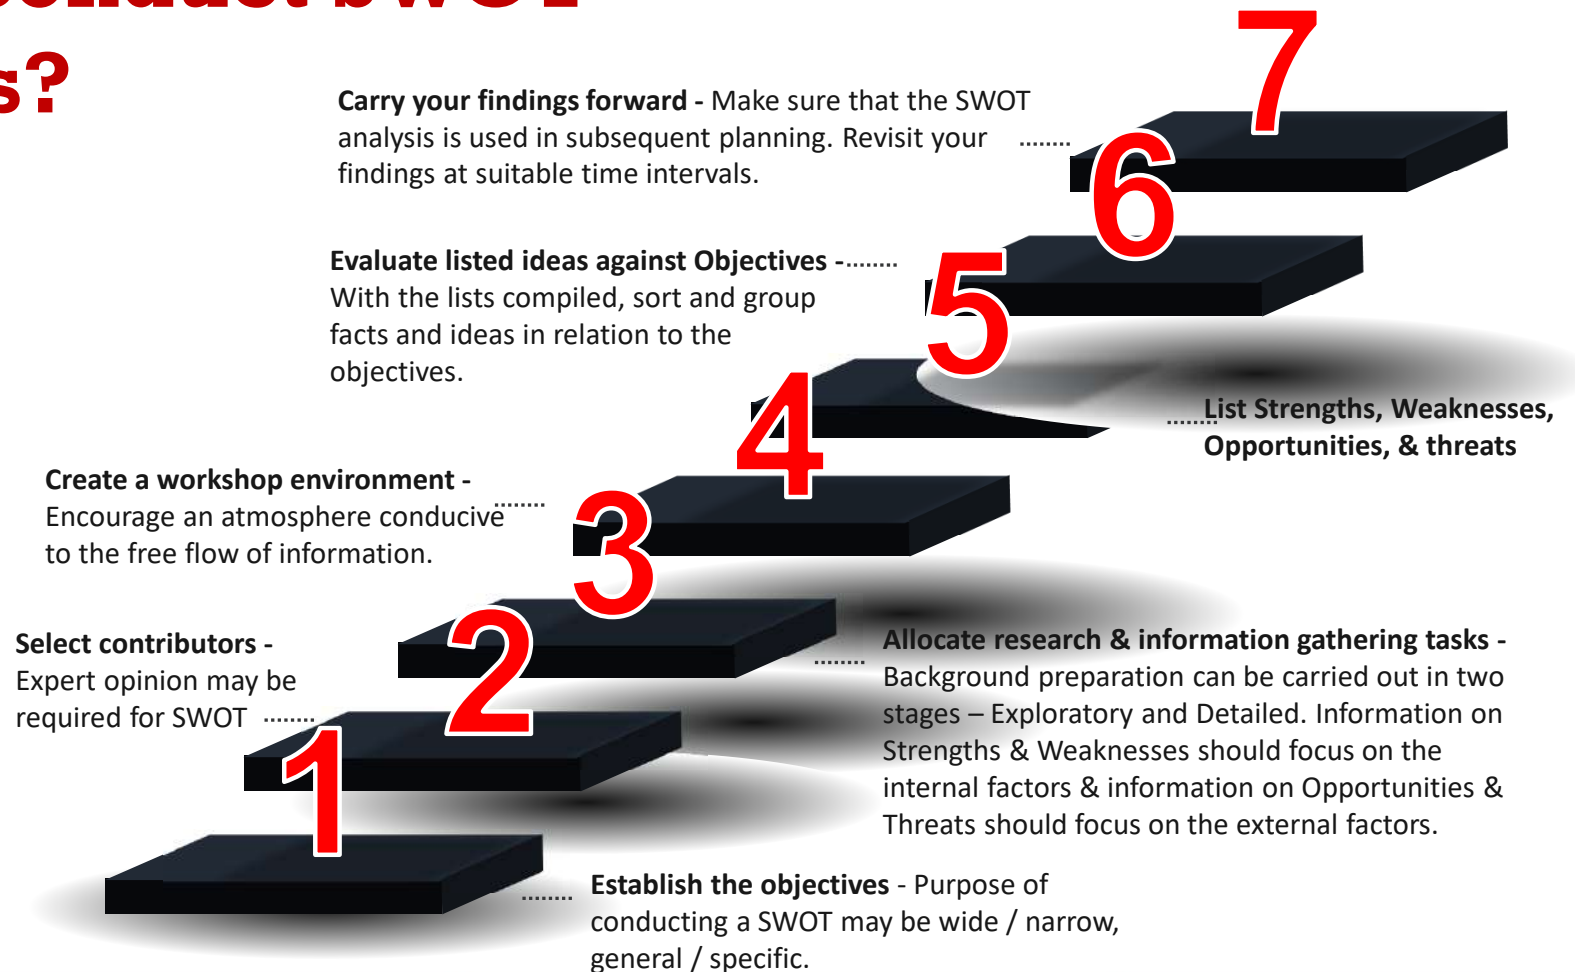 conduct SWOT
s?
7
Carry your findings forward - Make sure that the SWOT
analysis is used in subsequent planning. Revisit your
findings at suitable time intervals.
6
Evaluate listed ideas against Objectives -
With the lists compiled, sort and group
facts and ideas in relation to the
objectives.
5
List Strengths, Weaknesses,
Opportunities, & threats
4
Create a workshop environment -
Encourage an atmosphere conducive
to the free flow of information.
3
Allocate research & information gathering tasks -
Background preparation can be carried out in two
stages – Exploratory and Detailed. Information on
Strengths & Weaknesses should focus on the
internal factors & information on Opportunities &
Threats should focus on the external factors.
2
Select contributors -
Expert opinion may be
required for SWOT
1
Establish the objectives - Purpose of
conducting a SWOT may be wide / narrow,
general / specific.